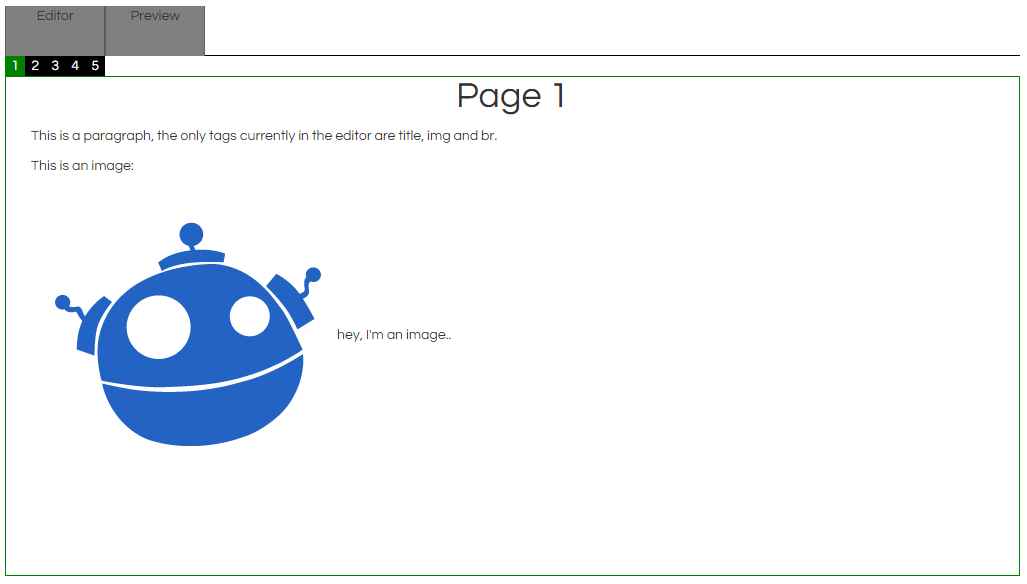 Editor Preview
1 2 3 4 5
Page 1
This is a paragraph, the only tags currently in the editor are title, img and br.
This is an image:
hey, I'm an image..